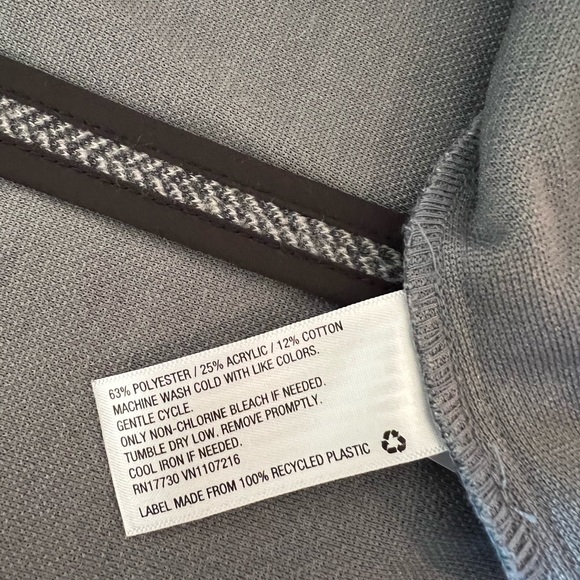 63% POLYESTER / 25% ACRYLIC / 12% COTTON
MACHINE WASH COLD WITH LIKE COLORS.
GENTLE CYCLE.
ONLY NON-CHLORINE BLEACH IF NEEDED.
TUMBLE DRY LOW. REMOVE PROMPTLY.
COOL IRON IF NEEDED.
RN17730 VN1107216
LABEL MADE FROM 100% RECYCLED PLASTIC